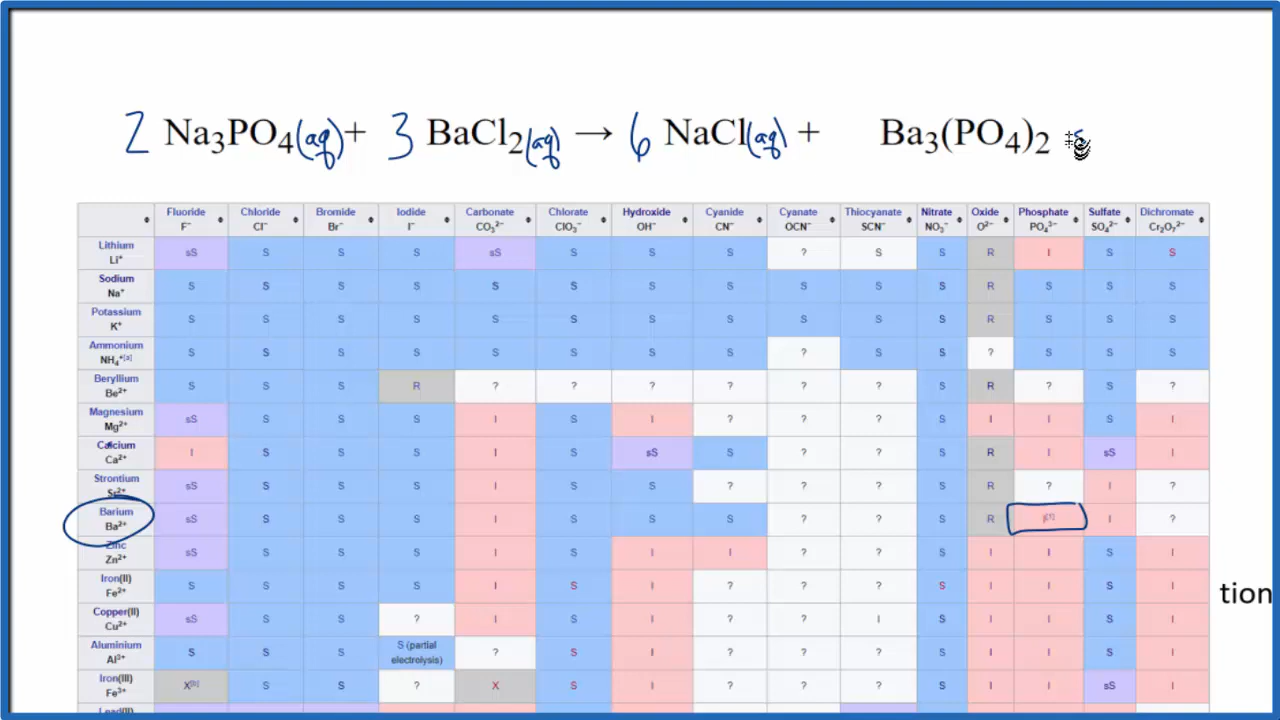 2 Na₃PO₄(aq) + 3 BaCl₂(aq) → 6 NaCl(aq) + Ba₃(PO₄)₂
Fluoride F⁻ Chloride Cl⁻ Bromide Br⁻ Iodide I⁻ Carbonate CO₃²⁻ Chlorate ClO₃⁻ Hydroxide OH⁻ Cyanide CN⁻ Cyanate OCN⁻ Thiocyanate SCN⁻ Nitrate NO₃⁻ Oxide O²⁻ Phosphate PO₄³⁻ Sulfate SO₄²⁻ Dichromate Cr₂O₇²⁻
Lithium Li⁺ sS S S S sS S S S ? S S R I S S
Sodium Na⁺ S S S S S S S S S S S R S S S
Potassium K⁺ S S S S S S S S S S S R S S S
Ammonium NH₄⁺[a] S S S S S S S S ? S S ? S S S
Beryllium Be²⁺ S S S R ? ? ? ? ? ? S R ? S ?
Magnesium Mg²⁺ sS S S S I S I ? ? ? S I I S I
Calcium Ca²⁺ I S S S I S sS S ? ? S R I sS I
Strontium Sr²⁺ sS S S S I S S ? ? ? S R ? I ?
Barium Ba²⁺ sS S S S I S S S ? ? S R I[1] I ?
Zinc Zn²⁺ sS S S S I S I I ? ? S I I S I
Iron(II) Fe²⁺ S S S S I S I ? ? ? S I I S I
Copper(II) Cu²⁺ sS S S ? I S I ? ? I S I I S I
Aluminium Al³⁺ S S S S (partial electrolysis) ? S I ? ? ? S I I S I
Iron(III) Fe³⁺ X[b] S S ? X S I ? ? ? S I I sS I
tion